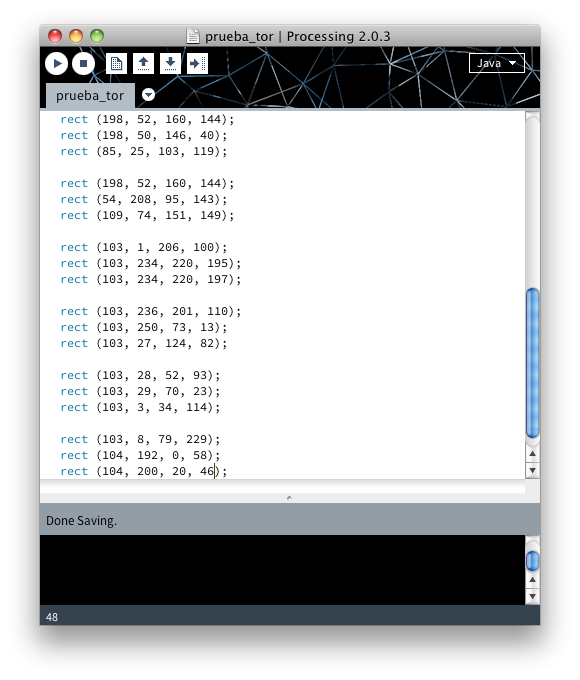 prueba_tor | Processing 2.0.3
Java
prueba_tor
rect (198, 52, 160, 144);
rect (198, 50, 146, 40);
rect (85, 25, 103, 119);
rect (198, 52, 160, 144);
rect (54, 208, 95, 143);
rect (109, 74, 151, 149);
rect (103, 1, 206, 100);
rect (103, 234, 220, 195);
rect (103, 234, 220, 197);
rect (103, 236, 201, 110);
rect (103, 250, 73, 13);
rect (103, 27, 124, 82);
rect (103, 28, 52, 93);
rect (103, 29, 70, 23);
rect (103, 3, 34, 114);
rect (103, 8, 79, 229);
rect (104, 192, 0, 58);
rect (104, 200, 20, 46);
Done Saving.
48